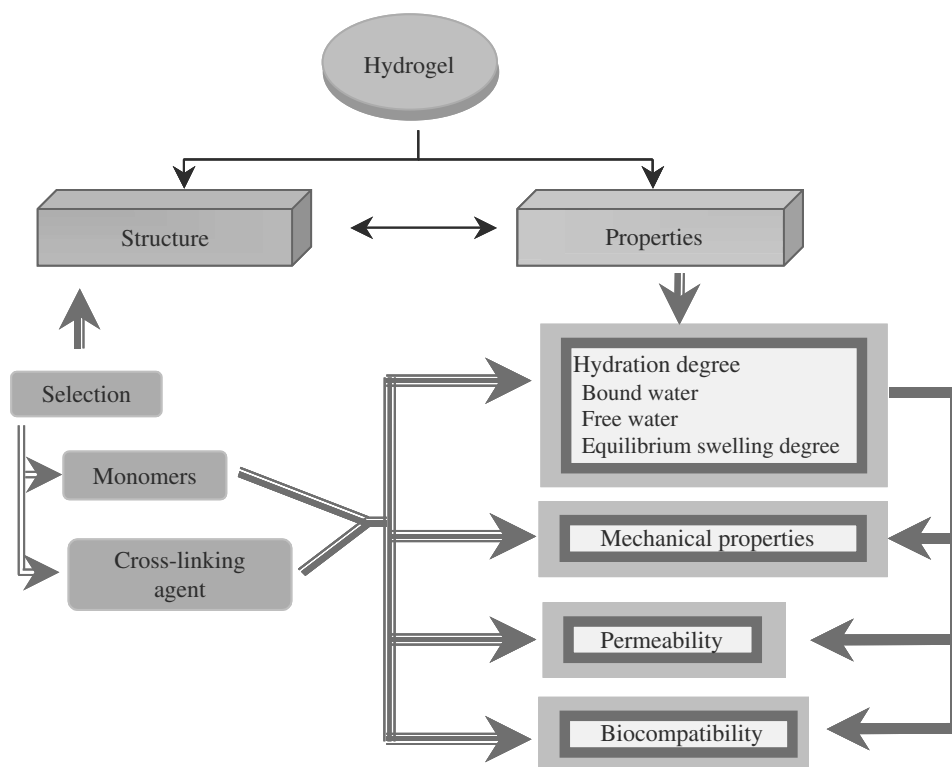 Hydrogel
Structure
Properties
Selection
Monomers
Cross-linking
agent
Hydration degree
Bound water
Free water
Equilibrium swelling degree
Mechanical properties
Permeability
Biocompatibility